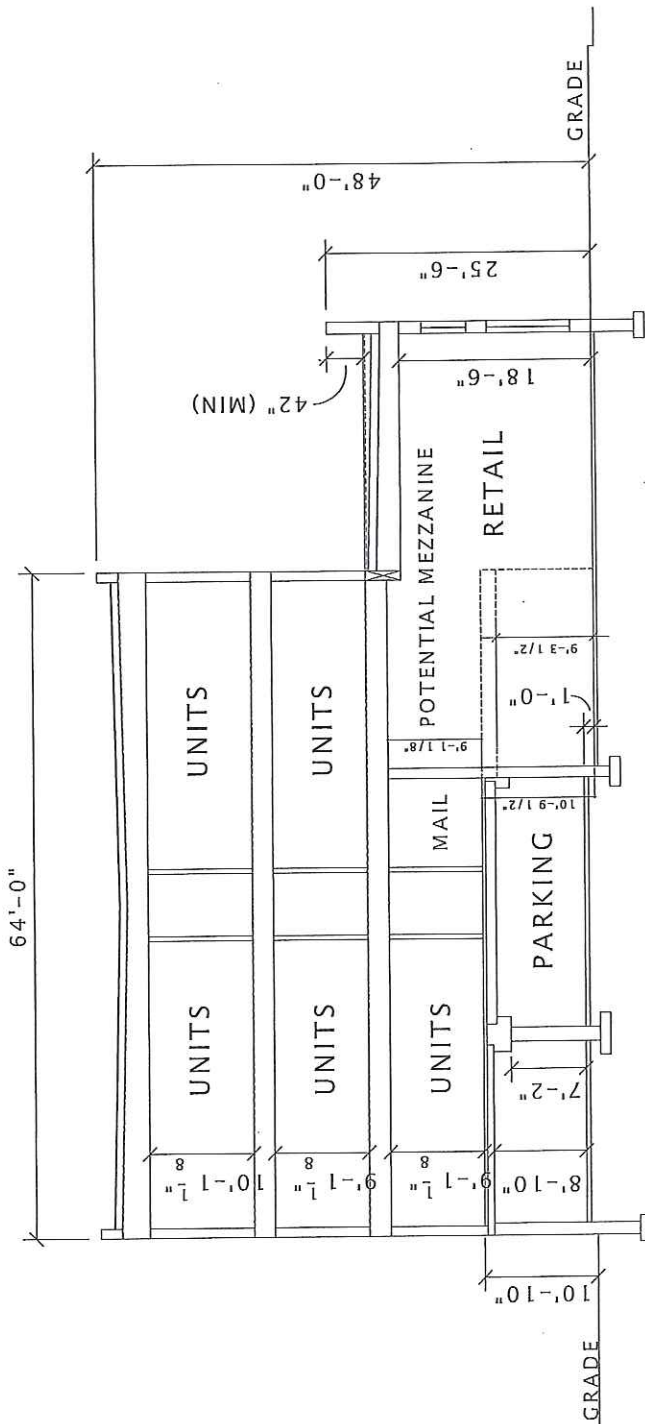 64'-0"
48'-0"
25'-6"
42" (MIN)
18'-6"
UNITS
UNITS
10'-1 1/8"
UNITS
UNITS
9'-1 1/8"
UNITS
MAIL
9'-1 1/8"
POTENTIAL MEZZANINE
9'-1 1/8"
RETAIL
PARKING
8'-10"
7'-2"
10'-9 1/2"
1'-0"
9'-3 1/2"
10'-10"
GRADE
GRADE